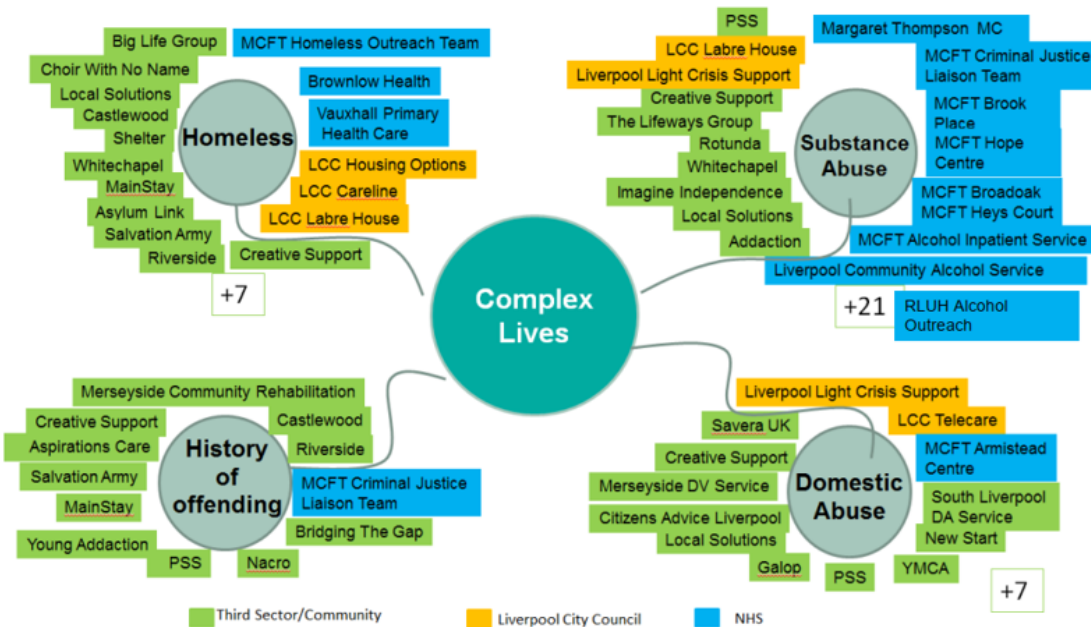 Big Life Group
MCFT Homeless Outreach Team
Choir With No Name
Brownlow Health
Local Solutions
Castlewood
Vauxhall Primary
Health Care
Shelter
Homeless
Whitechapel
LCC Housing Options
MainStay
LCC Careline
Asylum Link
LCC Labre House
Salvation Army
Riverside
Creative Support
+7
PSS
Margaret Thompson MC
LCC Labre House
MCFT Criminal Justice
Liaison Team
Liverpool Light Crisis Support
Creative Support
MCFT Brook
Place
The Lifeways Group
Rotunda
MCFT Hope
Centre
Substance
Abuse
Whitechapel
Imagine Independence
MCFT Broadoak
Local Solutions
MCFT Heys Court
Addaction
MCFT Alcohol Inpatient Service
Liverpool Community Alcohol Service
+21
RLUH Alcohol
Outreach
Complex
Lives
Merseyside Community Rehabilitation
Creative Support
Castlewood
Aspirations Care
Riverside
History
of
offending
Salvation Army
MCFT Criminal Justice
Liaison Team
MainStay
Bridging The Gap
Young Addaction
PSS
Nacro
Liverpool Light Crisis Support
Savera UK
LCC Telecare
Creative Support
MCFT Armistead
Centre
Merseyside DV Service
Domestic
Abuse
South Liverpool
DA Service
Citizens Advice Liverpool
Local Solutions
New Start
Galop
PSS
YMCA
+7
Third Sector/Community
Liverpool City Council
NHS